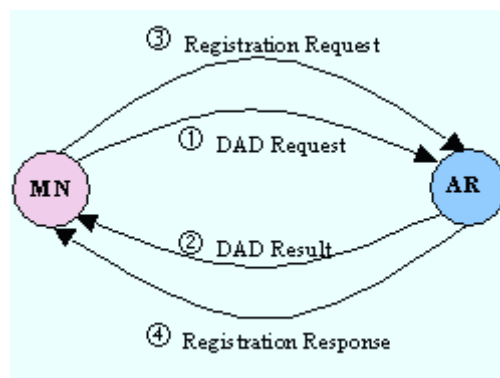 ③ Registration Request
① DAD Request
MN
AR
② DAD Result
④ Registration Response